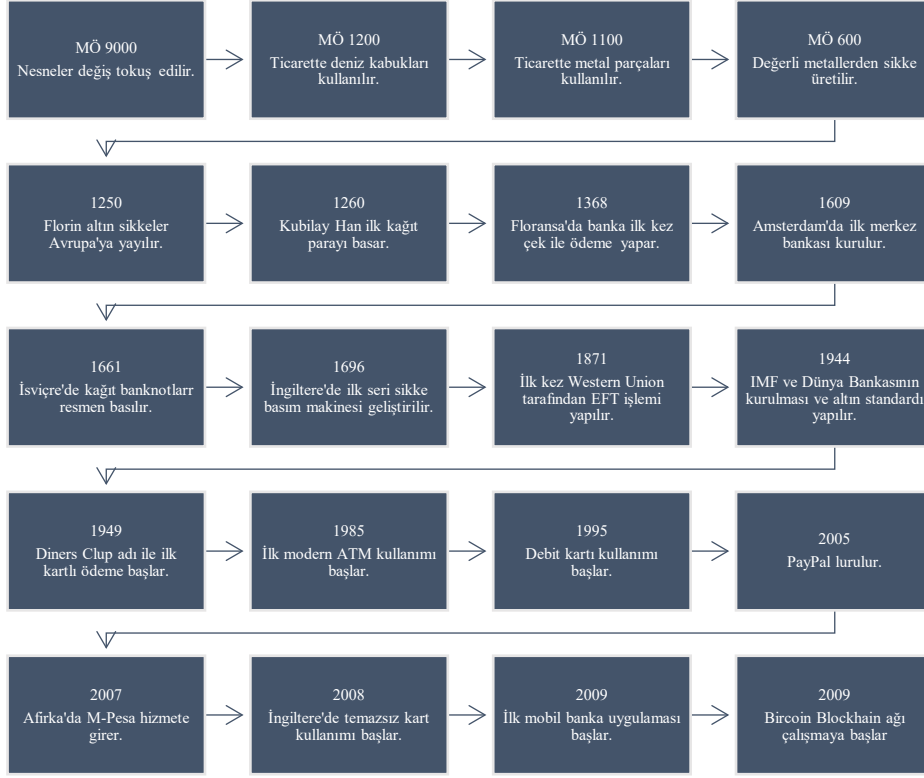 MÖ 9000
Nesneler değiş tokuş edilir.
MÖ 1200
Ticarette deniz kabukları
kullanılır.
MÖ 1100
Ticarette metal parçaları
kullanılır.
MÖ 600
Değerli metallerden sikke
üretilir.
1250
Florin altın sikkeler
Avrupa'ya yayılır.
1260
Kubilay Han ilk kağıt
parayı basar.
1368
Floransa'da banka ilk kez
çek ile ödeme yapar.
1609
Amsterdam'da ilk merkez
bankası kurulur.
1661
İsviçre'de kağıt banknotlarr
resmen basılır.
1696
İngiltere'de ilk seri sikke
basım makinesi geliştirilir.
1871
İlk kez Western Union
tarafindan EFT işlemi
yapılır.
1944
IMF ve Dünya Bankasının
kurulması ve altın standardı
yapılır.
1949
Diners Clup adı ile ilk
kartlı ödeme başlar.
1985
İlk modern ATM kullanımı
başlar.
1995
Debit kartı kullanımı
başlar.
2005
PayPal lurulur.
2007
Afirka'da M-Pesa hizmete
girer.
2008
İngiltere'de temazsız kart
kullanımı başlar.
2009
İlk mobil banka uygulaması
başlar.
2009
Bircoin Blockhain ağı
çalışmaya başlar